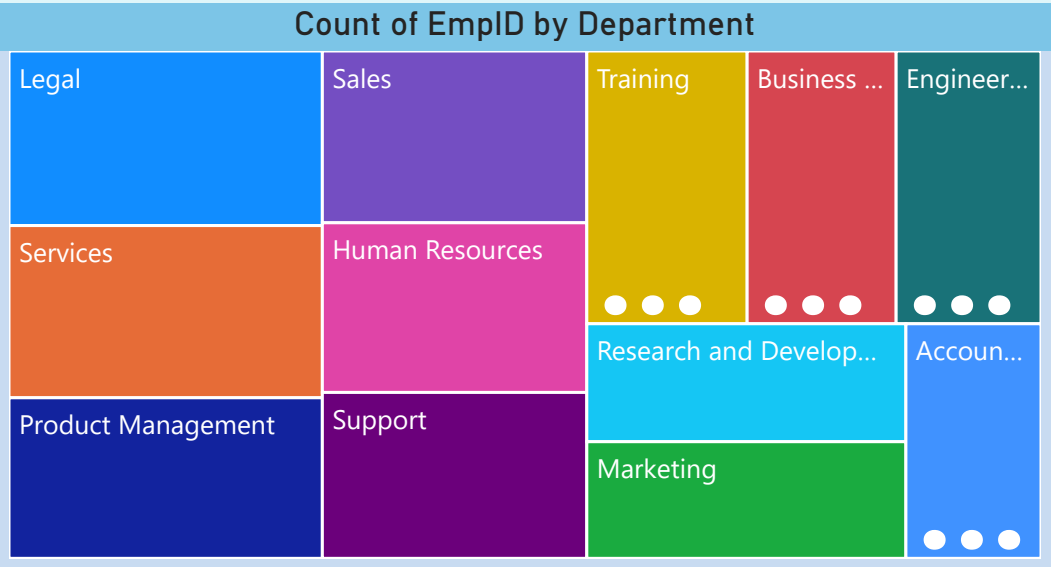 Count of EmpID by Department
Legal
Services
Product Management
Sales
Human Resources
Support
Training
Business ...
Engineer...
Research and Develop...
Marketing
Accoun...